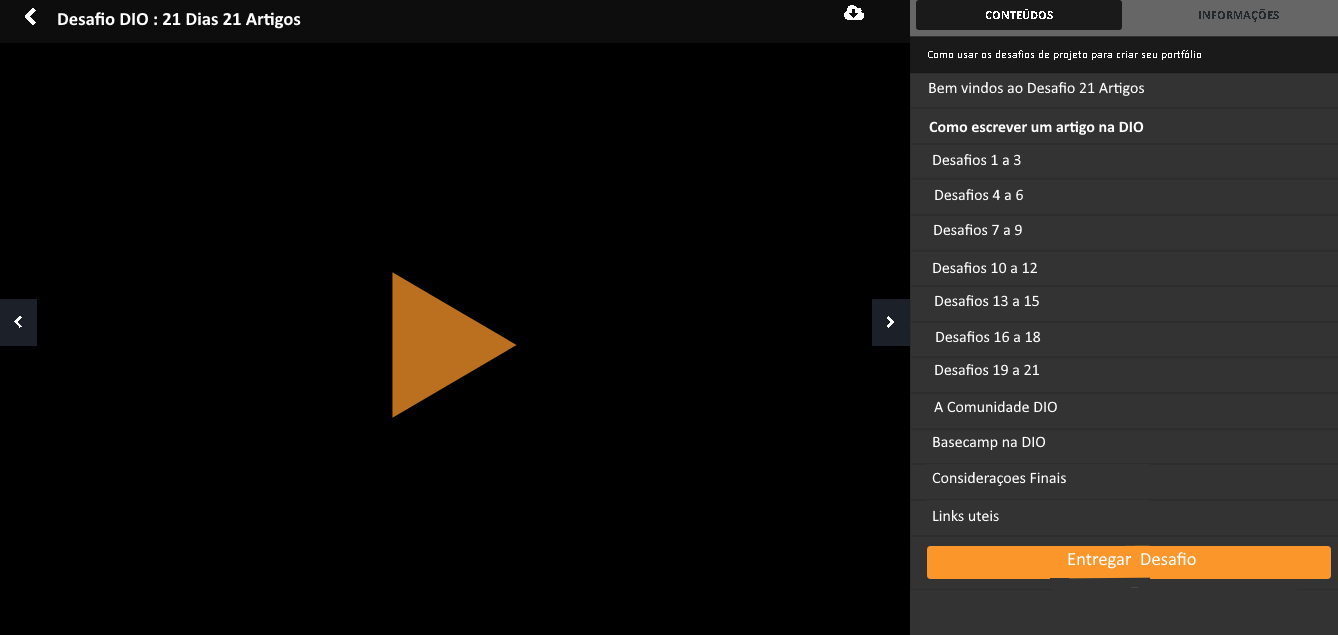 Desafio DIO : 21 Dias 21 Artigos
CONTEÚDOS
INFORMAÇÕES
Como usar os desafios de projeto para criar seu portfólio
Bem vindos ao Desafio 21 Artigos
Como escrever um artigo na DIO
Desafios 1 a 3
Desafios 4 a 6
Desafios 7 a 9
Desafios 10 a 12
Desafios 13 a 15
Desafios 16 a 18
Desafios 19 a 21
A Comunidade DIO
Basecamp na DIO
Consideraçoes Finais
Links uteis
Entregar Desafio